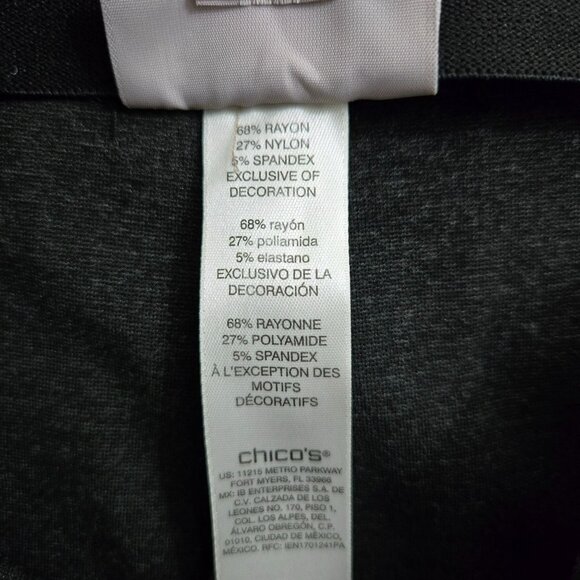 68% RAYON
27% NYLON
5% SPANDEX
EXCLUSIVE OF
DECORATION
68% rayón
27% poliamida
5% elastano
EXCLUSIVO DE LA
DECORACIÓN
68% RAYONNE
27% POLYAMIDE
5% SPANDEX
À L'EXCEPTION DES
MOTIFS
DÉCORATIFS
chico's®
US: 11215 METRO PARKWAY
FORT MYERS, FL 33966
MX: IB ENTERPRISES S.A. DE
C.V. CALZADA DE LOS
LEONES NO. 170, PISO 1,
COL. LOS ALPES, DEL.
ÁLVARO OBREGÓN, C.P.
01010, CIUDAD DE MÉXICO,
MÉXICO. RFC: IEN1701241PA